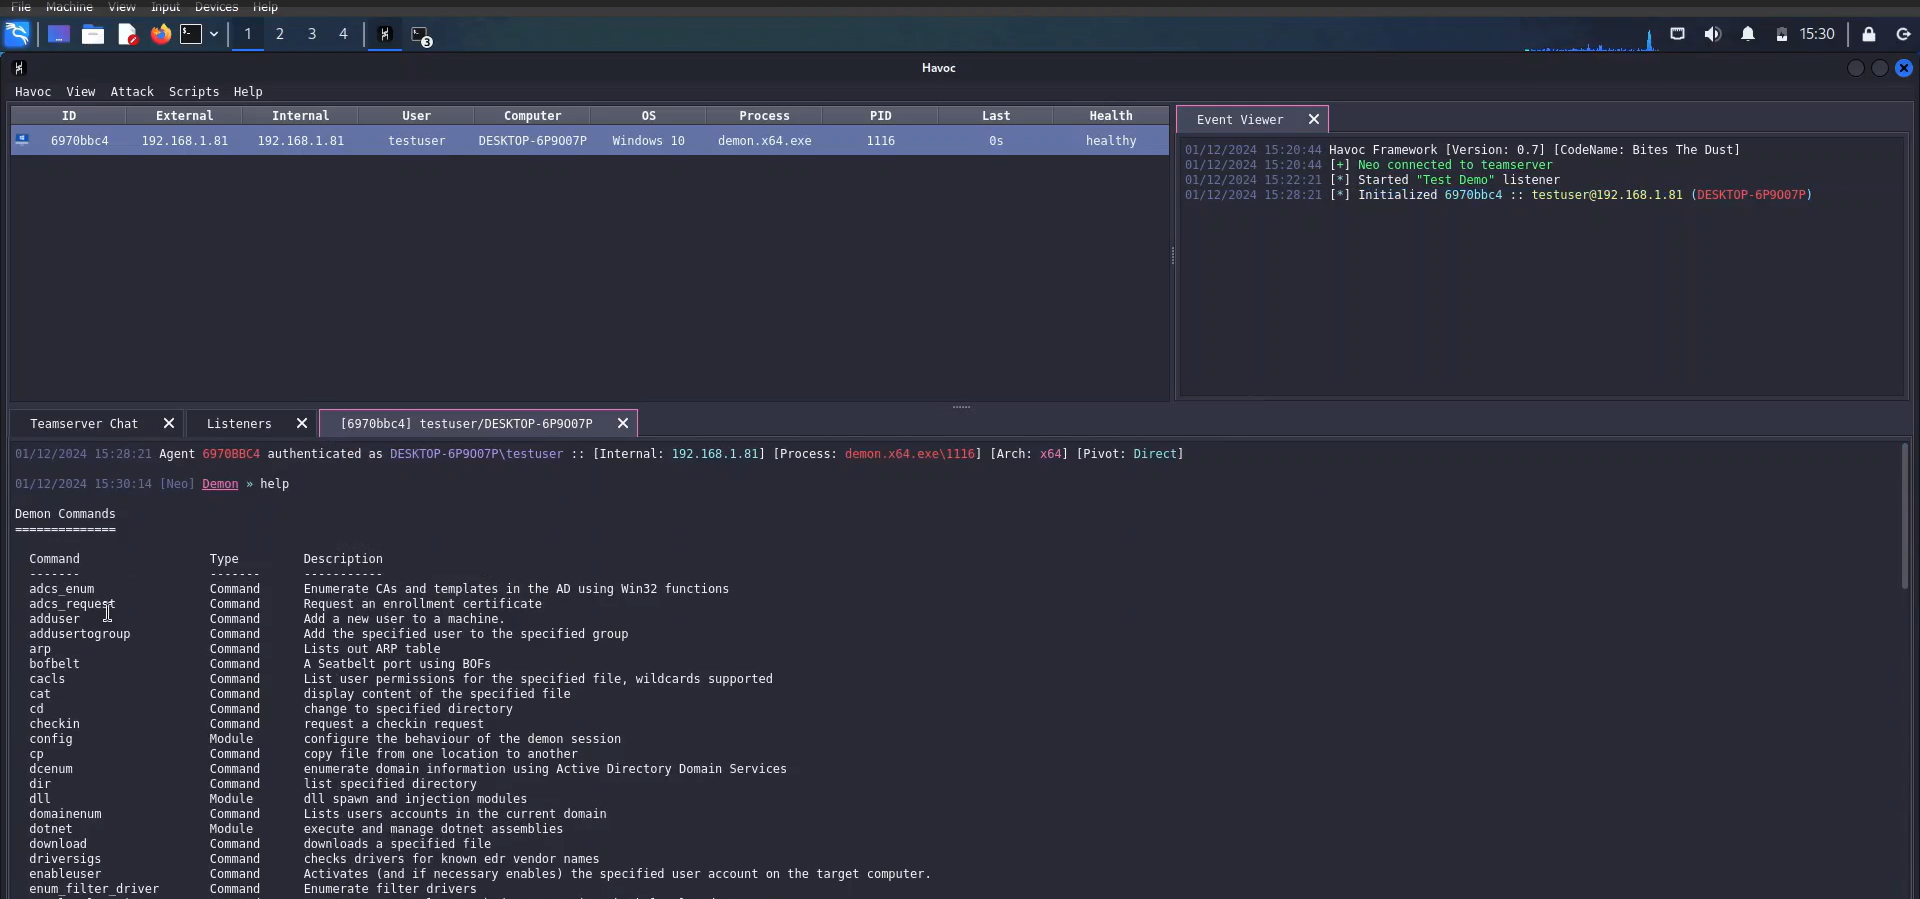 File Machine View Input Devices Help
1 2 3 4 3 15:30
Havoc
Havoc View Attack Scripts Help
ID External Internal User Computer OS Process PID Last Health
6970bbc4 192.168.1.81 192.168.1.81 testuser DESKTOP-6P9O07P Windows 10 demon.x64.exe 1116 0s healthy
Event Viewer
01/12/2024 15:20:44 Havoc Framework [Version: 0.7] [CodeName: Bites The Dust]
01/12/2024 15:20:44 [+] Neo connected to teamserver
01/12/2024 15:22:21 [*] Started "Test Demo" listener
01/12/2024 15:28:21 [*] Initialized 6970bbc4 :: testuser@192.168.1.81 (DESKTOP-6P9O07P)
Teamserver Chat Listeners [6970bbc4] testuser/DESKTOP-6P9O07P
01/12/2024 15:28:21 Agent 6970BBC4 authenticated as DESKTOP-6P9O07P\testuser :: [Internal: 192.168.1.81] [Process: demon.x64.exe\1116] [Arch: x64] [Pivot: Direct]
01/12/2024 15:30:14 [Neo] Demon » help
Demon Commands
==============
Command Type Description
------- ------- -----------
adcs_enum Command Enumerate CAs and templates in the AD using Win32 functions
adcs_request Command Request an enrollment certificate
adduser Command Add a new user to a machine.
addusertogroup Command Add the specified user to the specified group
arp Command Lists out ARP table
bofbelt Command A Seatbelt port using BOFs
cacls Command List user permissions for the specified file, wildcards supported
cat Command display content of the specified file
cd Command change to specified directory
checkin Command request a checkin request
config Module configure the behaviour of the demon session
cp Command copy file from one location to another
dcenum Command enumerate domain information using Active Directory Domain Services
dir Command list specified directory
dll Module dll spawn and injection modules
domainenum Command Lists users accounts in the current domain
dotnet Module execute and manage dotnet assemblies
download Command downloads a specified file
driversigs Command checks drivers for known edr vendor names
enableuser Command Activates (and if necessary enables) the specified user account on the target computer.
enum_filter_driver Command Enumerate filter drivers